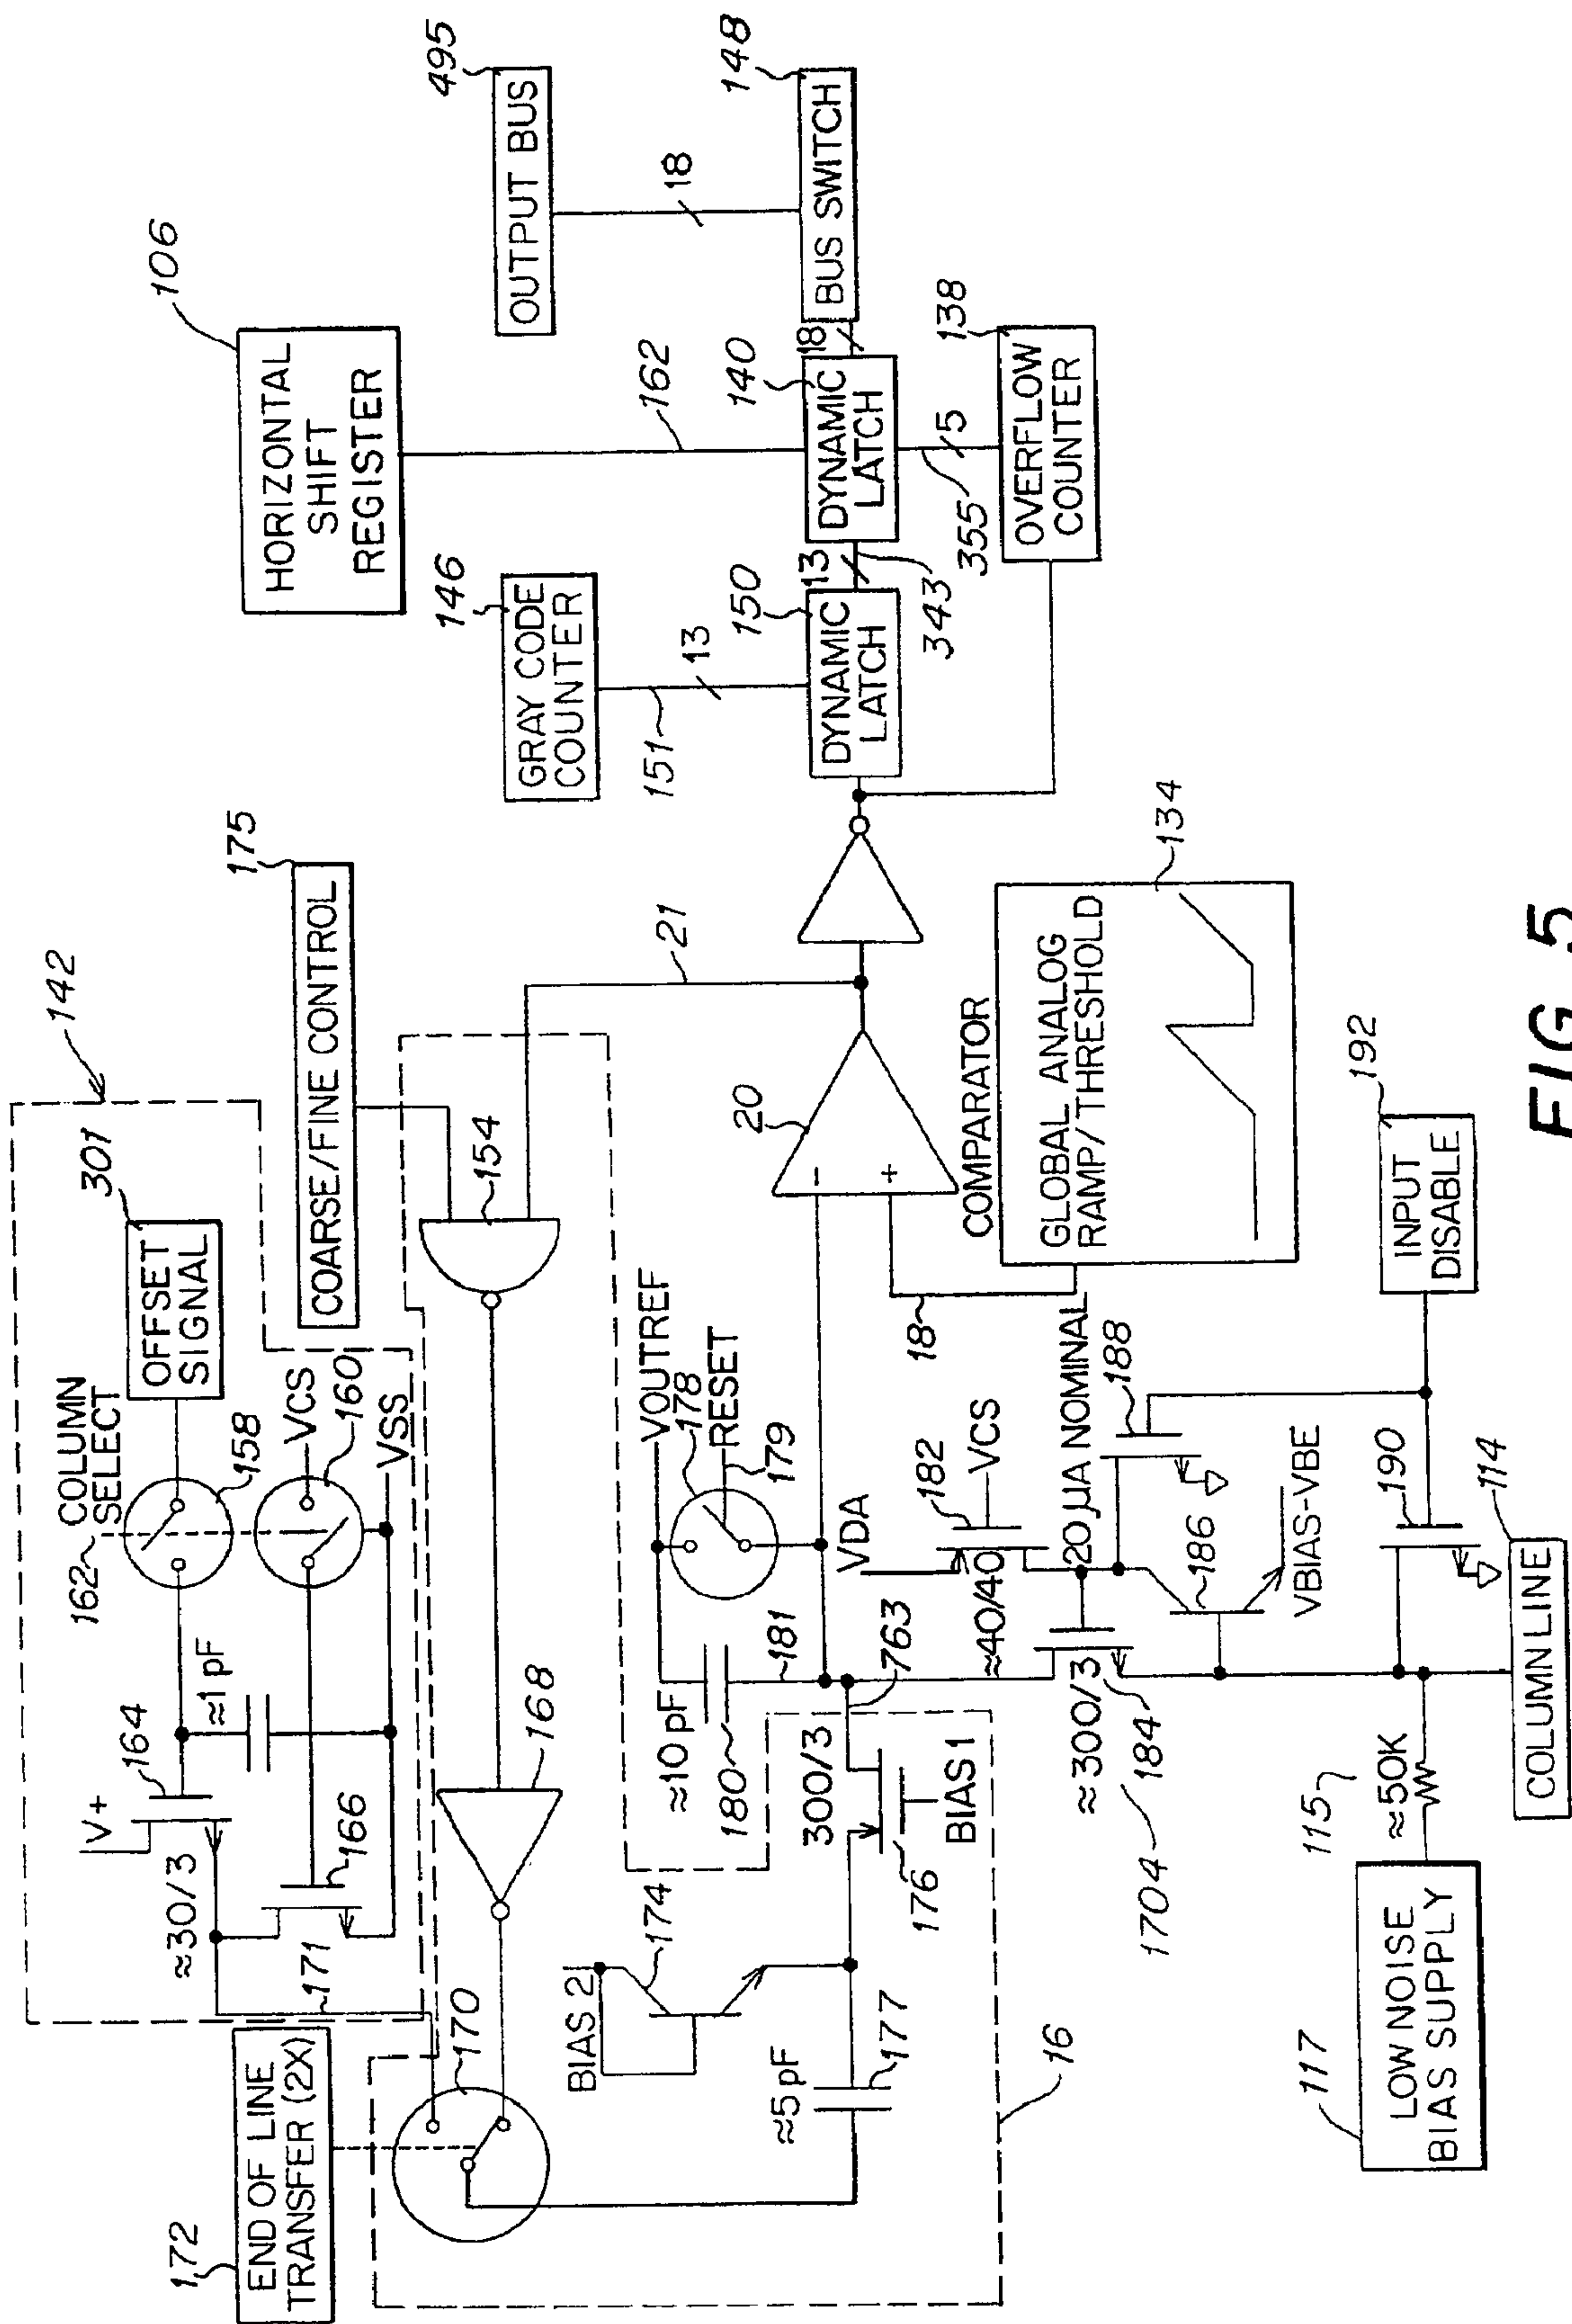 172
END OF LINE
TRANSFER (2X)
171
≈30/3
V+
164
≈1 pF
166
162
COLUMN
SELECT
158
OFFSET
SIGNAL
301
VCS
160
VSS
142
COARSE/FINE CONTROL
175
170
168
154
21
HORIZONTAL
SHIFT
REGISTER
106
162
GRAY CODE
COUNTER
146
151
13
OUTPUT BUS
495
18
BIAS 2
174
≈5pF
177
16
300/3
176
BIAS 1
763
≈10pF
180
181
VOUTREF
178
RESET
179
20
-
+
COMPARATOR
18
GLOBAL ANALOG
RAMP/THRESHOLD
134
DYNAMIC
LATCH
150
13
343
DYNAMIC
LATCH
140
18
BUS SWITCH
148
355
5
OVERFLOW
COUNTER
138
VDA
182
VCS
≈40/40
20 µA NOMINAL
≈300/3
184
1704
186
188
VBIAS-VBE
190
INPUT
DISABLE
192
117
LOW NOISE
BIAS SUPPLY
115
≈50K
COLUMN LINE
114
FIG. 5